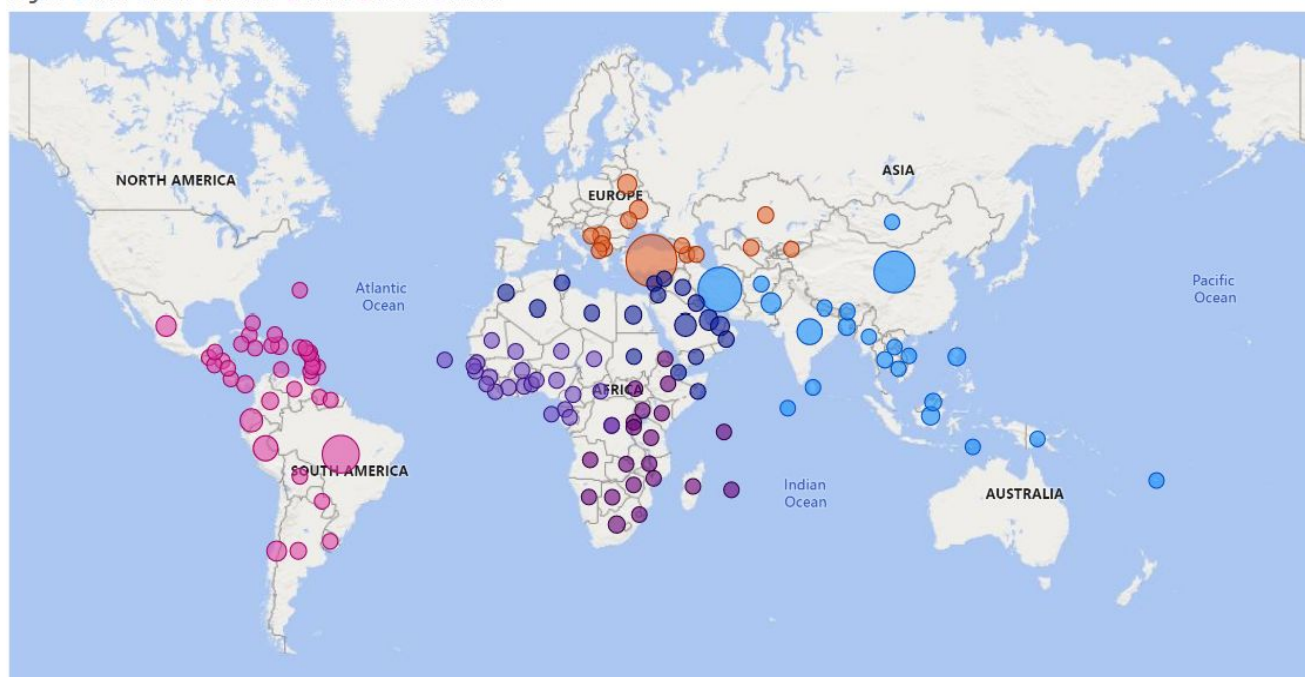 NORTH AMERICA
EUROPE
ASIA
Atlantic
Ocean
Pacific
Ocean
AFRICA
SOUTH AMERICA
Indian
Ocean
AUSTRALIA